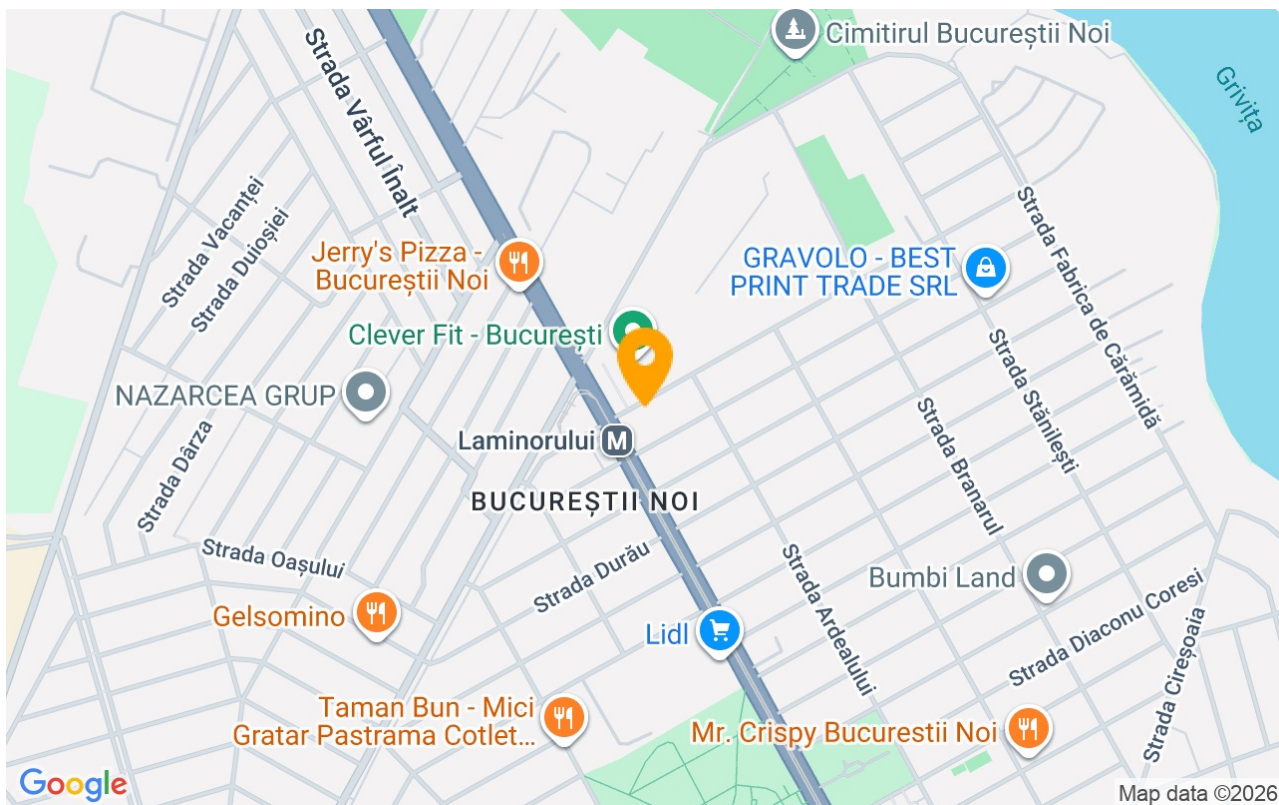 Cimitirul Bucureștii Noi
Grivița
Strada Vârful Înalt
Strada Vacanței
Strada Duioșiei
Jerry's Pizza -
Bucureștii Noi
GRAVOLO - BEST
PRINT TRADE SRL
Strada Fabrica de Cărămidă
Clever Fit - București
Strada Stănilești
NAZARCEA GRUP
Strada Branarul
Laminorului M
Strada Dârza
BUCUREȘTII NOI
Strada Oașului
Strada Durău
Strada Ardealului
Bumbi Land
Strada Diaconu Coresi
Gelsomino
Lidl
Strada Cireșoaia
Taman Bun - Mici
Gratar Pastrama Cotlet...
Mr. Crispy Bucurestii Noi
Google
Map data ©2026